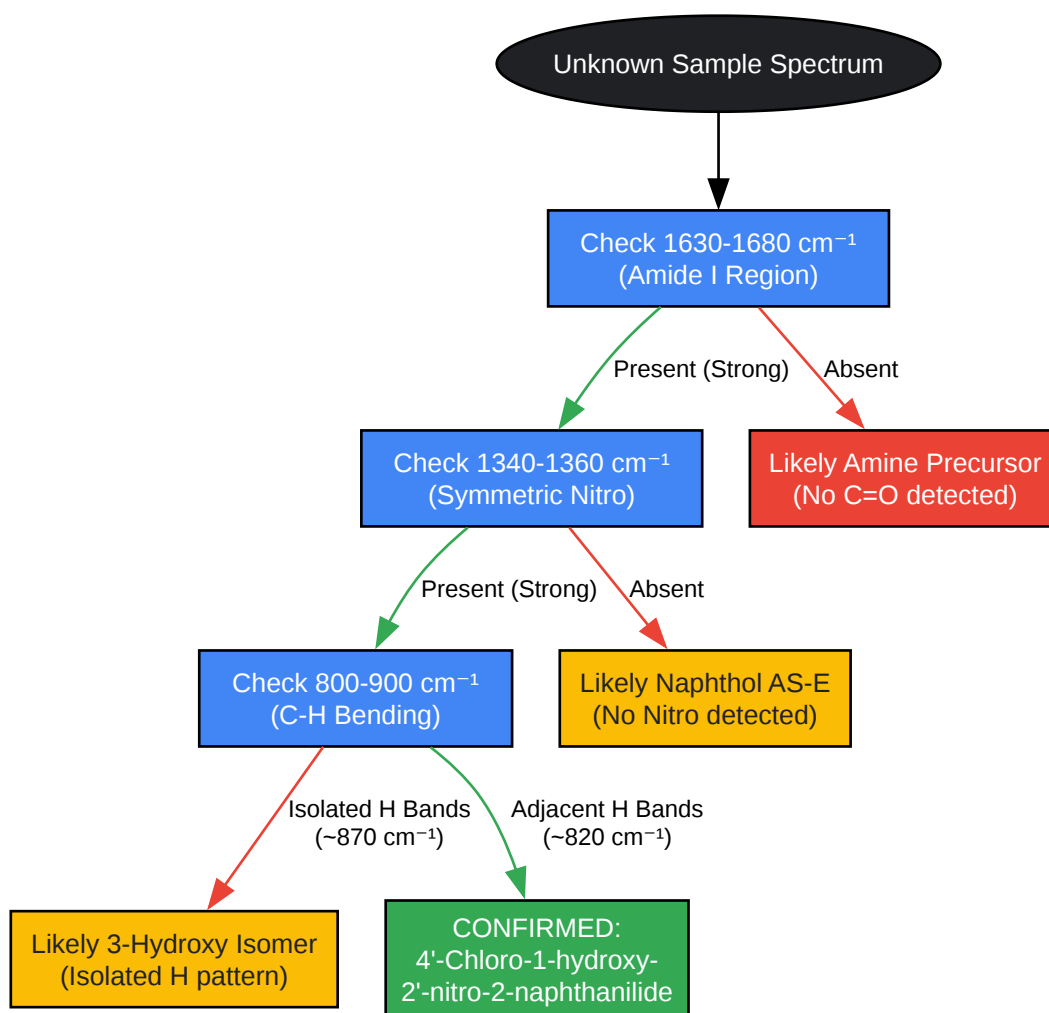 Unknown Sample Spectrum
Check 1630-1680 cm⁻¹
(Amide I Region)
Present (Strong)
Absent
Check 1340-1360 cm⁻¹
(Symmetric Nitro)
Likely Amine Precursor
(No C=O detected)
Present (Strong)
Absent
Check 800-900 cm⁻¹
(C-H Bending)
Likely Naphthol AS-E
(No Nitro detected)
Isolated H Bands
(~870 cm⁻¹)
Adjacent H Bands
(~820 cm⁻¹)
Likely 3-Hydroxy Isomer
(Isolated H pattern)
CONFIRMED:
4'-Chloro-1-hydroxy-
2'-nitro-2-naphthanilide